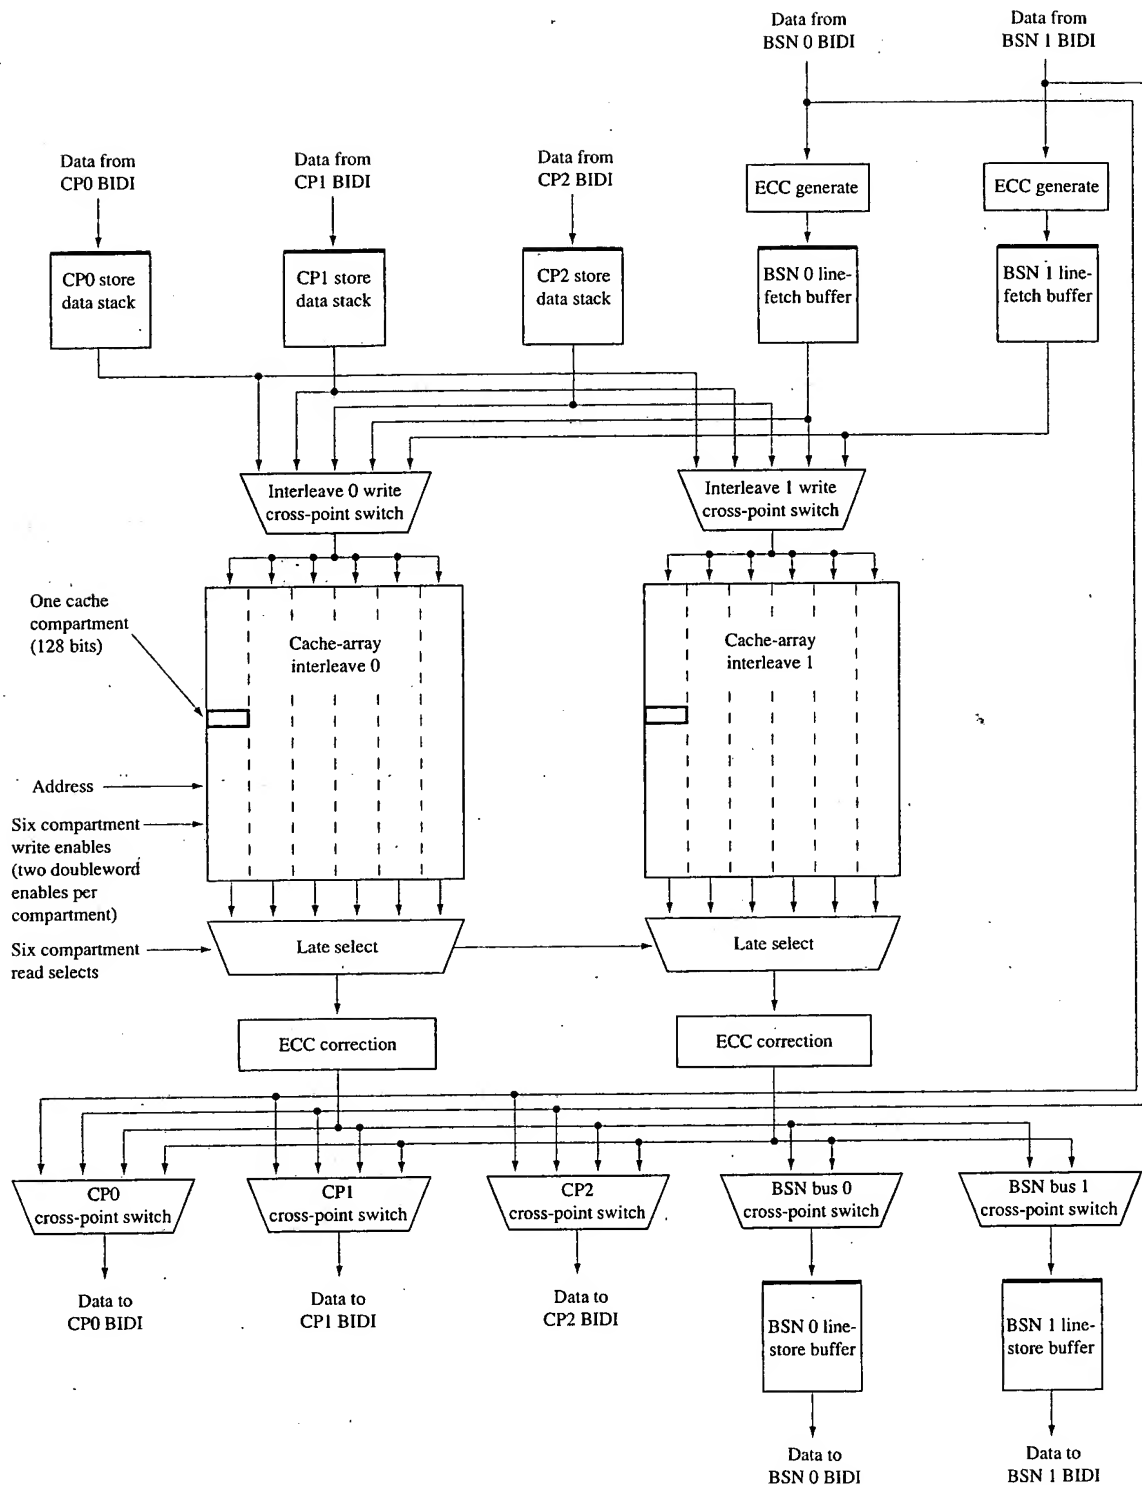 Data from
BSN 0 BIDI
Data from
BSN 1 BIDI
Data from
CP0 BIDI
Data from
CP1 BIDI
Data from
CP2 BIDI
ECC generate
ECC generate
CP0 store
data stack
CP1 store
data stack
CP2 store
data stack
BSN 0 line-
fetch buffer
BSN 1 line-
fetch buffer
Interleave 0 write
cross-point switch
Interleave 1 write
cross-point switch
One cache
compartment
(128 bits)
Cache-array
interleave 0
Cache-array
interleave 1
Address
Six compartment
write enables
(two doubleword
enables per
compartment)
Six compartment
read selects
Late select
Late select
ECC correction
ECC correction
CP0
cross-point switch
CP1
cross-point switch
CP2
cross-point switch
BSN bus 0
cross-point switch
BSN bus 1
cross-point switch
Data to
CP0 BIDI
Data to
CP1 BIDI
Data to
CP2 BIDI
BSN 0 line-
store buffer
BSN 1 line-
store buffer
Data to
BSN 0 BIDI
Data to
BSN 1 BIDI